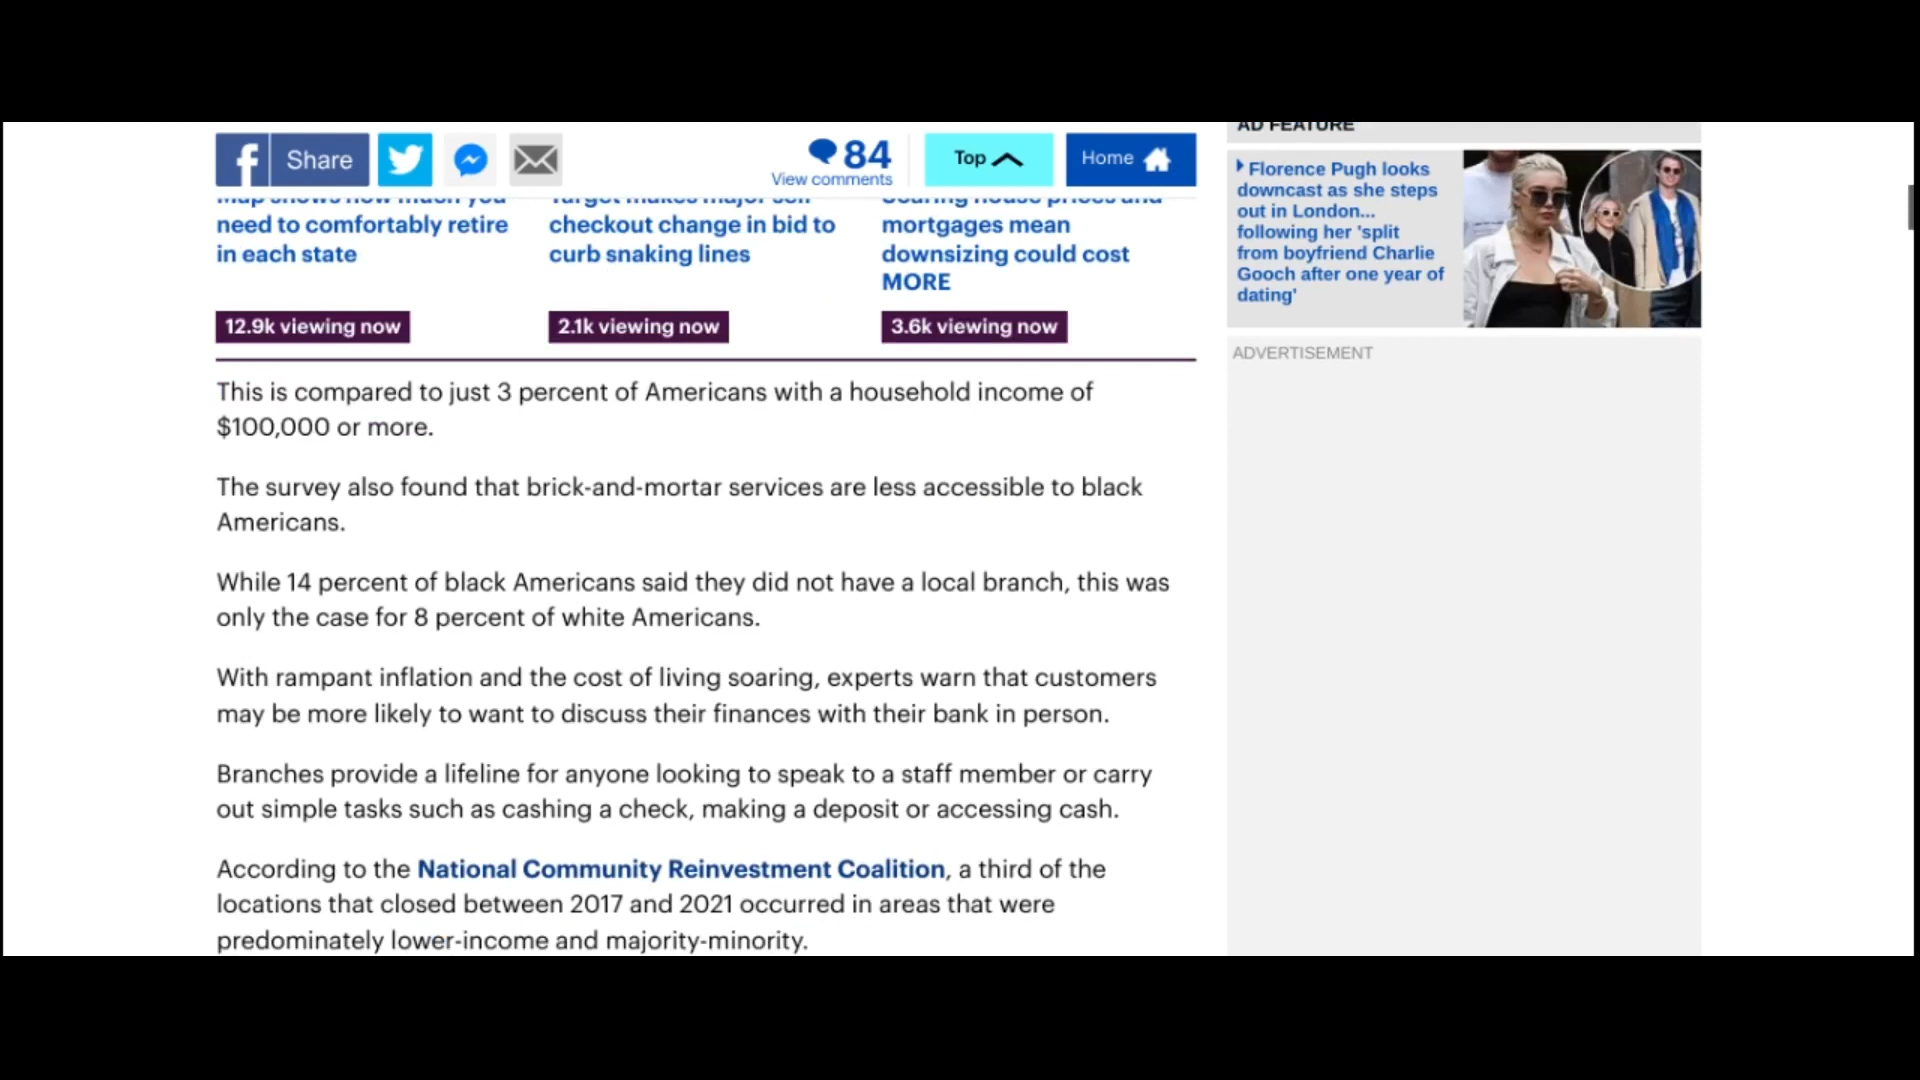 Share
84
View comments
Top
Home
Map shows how much you
need to comfortably retire
in each state
Target makes major self
checkout change in bid to
curb snaking lines
Soaring house prices and
mortgages mean
downsizing could cost
MORE
12.9k viewing now
2.1k viewing now
3.6k viewing now
This is compared to just 3 percent of Americans with a household income of
$100,000 or more.
The survey also found that brick-and-mortar services are less accessible to black
Americans.
While 14 percent of black Americans said they did not have a local branch, this was
only the case for 8 percent of white Americans.
With rampant inflation and the cost of living soaring, experts warn that customers
may be more likely to want to discuss their finances with their bank in person.
Branches provide a lifeline for anyone looking to speak to a staff member or carry
out simple tasks such as cashing a check, making a deposit or accessing cash.
According to the National Community Reinvestment Coalition, a third of the
locations that closed between 2017 and 2021 occurred in areas that were
predominately lower-income and majority-minority.
AD FEATURE
Florence Pugh looks
downcast as she steps
out in London...
following her 'split
from boyfriend Charlie
Gooch after one year of
dating'
ADVERTISEMENT